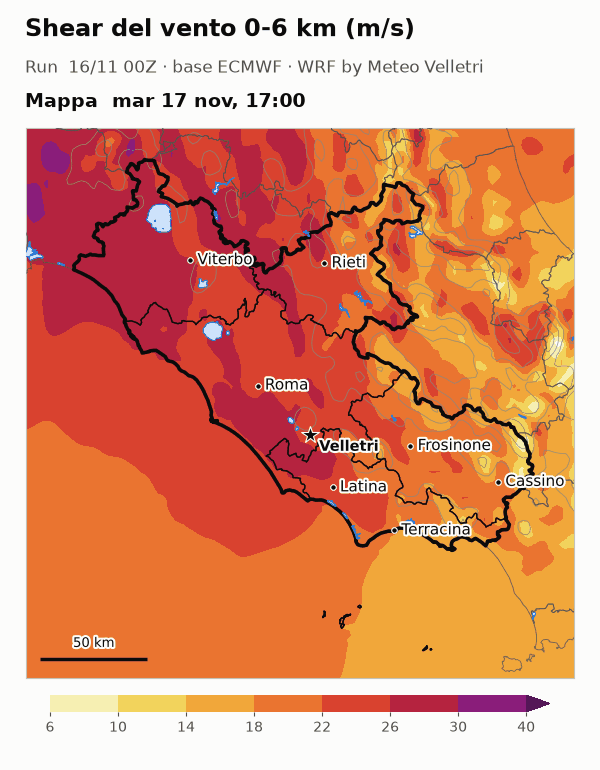 Shear del vento 0-6 km (m/s)
Run  16/11 00Z · base ECMWF · WRF by Meteo Velletri
Mappa  mar 17 nov, 17:00
Viterbo
Rieti
Roma
Velletri
Frosinone
Cassino
Latina
Terracina
50 km
6 10 14 18 22 26 30 40